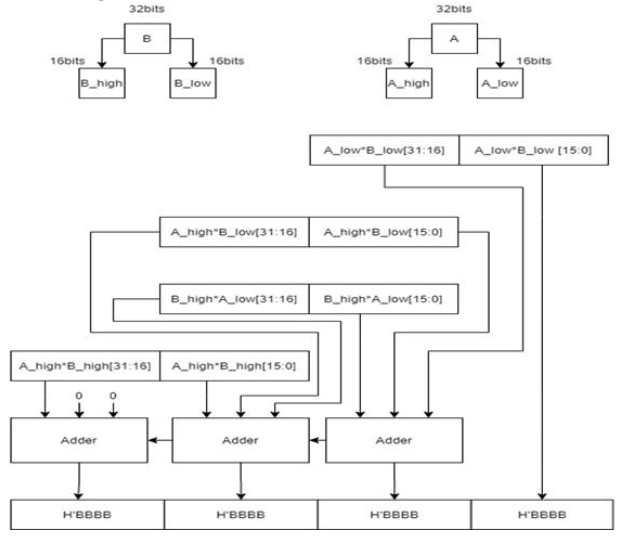 32bits 32bits
B A
16bits 16bits 16bits 16bits
B_high B_low A_high A_low
A_low*B_low[31:16] A_low*B_low [15:0]
A_high*B_low[31:16] A_high*B_low[15:0]
B_high*A_low[31:16] B_high*A_low[15:0]
A_high*B_high[31:16] A_high*B_high[15:0]
0 0
Adder Adder Adder
H'BBBB H'BBBB H'BBBB H'BBBB